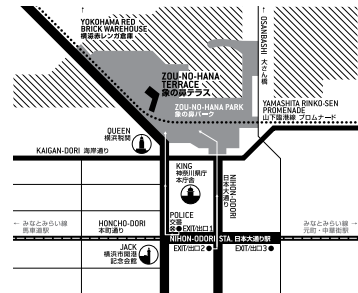 YOKOHAMA RED
BRICK WAREHOUSE
横浜赤レンガ倉庫
OSANBASHI 大さん橋
ZOU-NO-HANA
TERRACE
象の鼻テラス
ZOU-NO-HANA PARK
象の鼻パーク
YAMASHITA RINKO-SEN
PROMENADE
山下臨港線 プロムナード
QUEEN
横浜税関
KAIGAN-DORI 海岸通り
KING
神奈川県庁
本庁舎
NIHON-ODORI
日本大通り
POLICE
交番
EXIT/出口1
← みなとみらい線
馬車道駅
HONCHO-DORI
本町通り
みなとみらい線 →
元町・中華街駅
NIHON-ODORI STA. 日本大通り駅
JACK
横浜市開港
記念会館
EXIT/出口2
EXIT/出口3